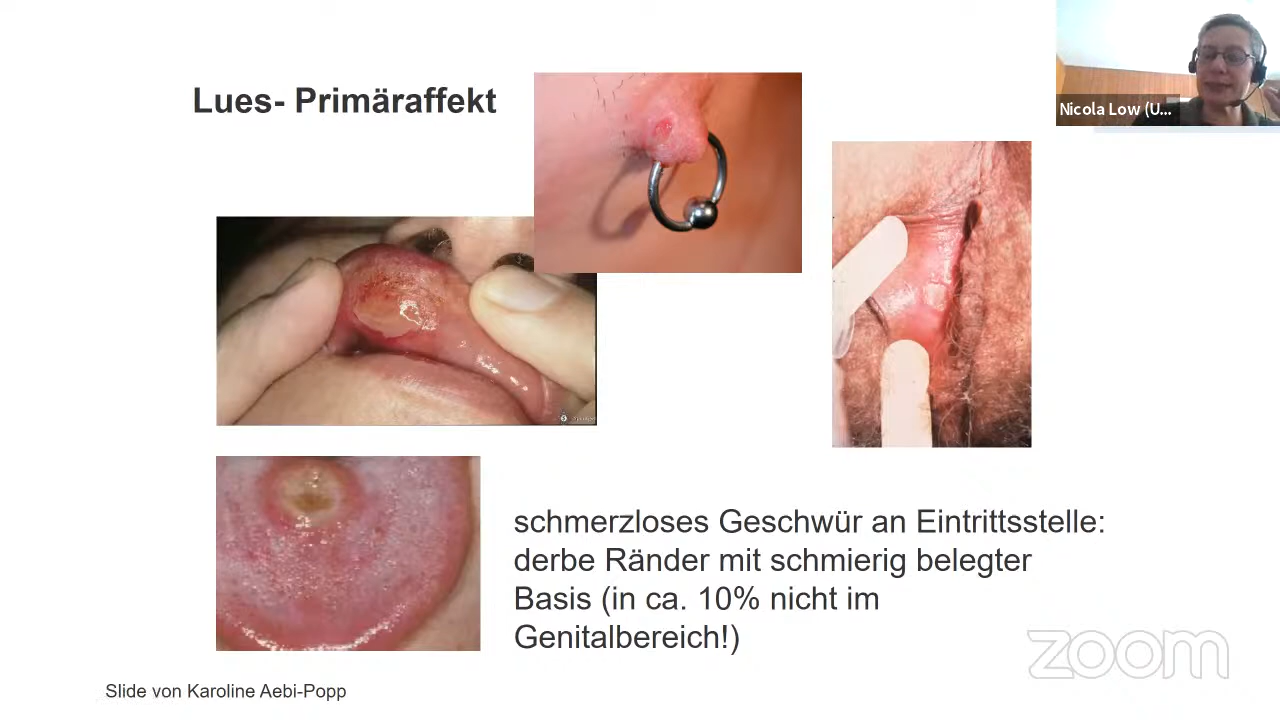 Lues- Primäraffekt
Nicola Low (U...
schmerzloses Geschwür an Eintrittsstelle:
derbe Ränder mit schmierig belegter
Basis (in ca. 10% nicht im
Genitalbereich!)
zoom
Slide von Karoline Aebi-Popp